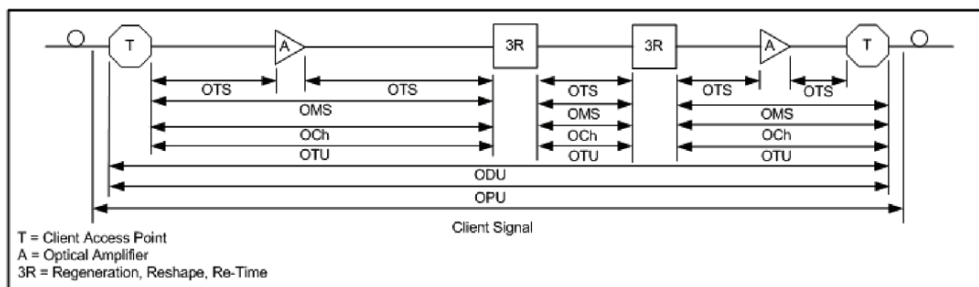 T A 3R 3R A T
OTS OTS OTS OTS OTS
OMS OMS OMS
OCh OCh OCh
OTU OTU OTU
ODU
OPU
Client Signal
T = Client Access Point
A = Optical Amplifier
3R = Regeneration, Reshape, Re-Time